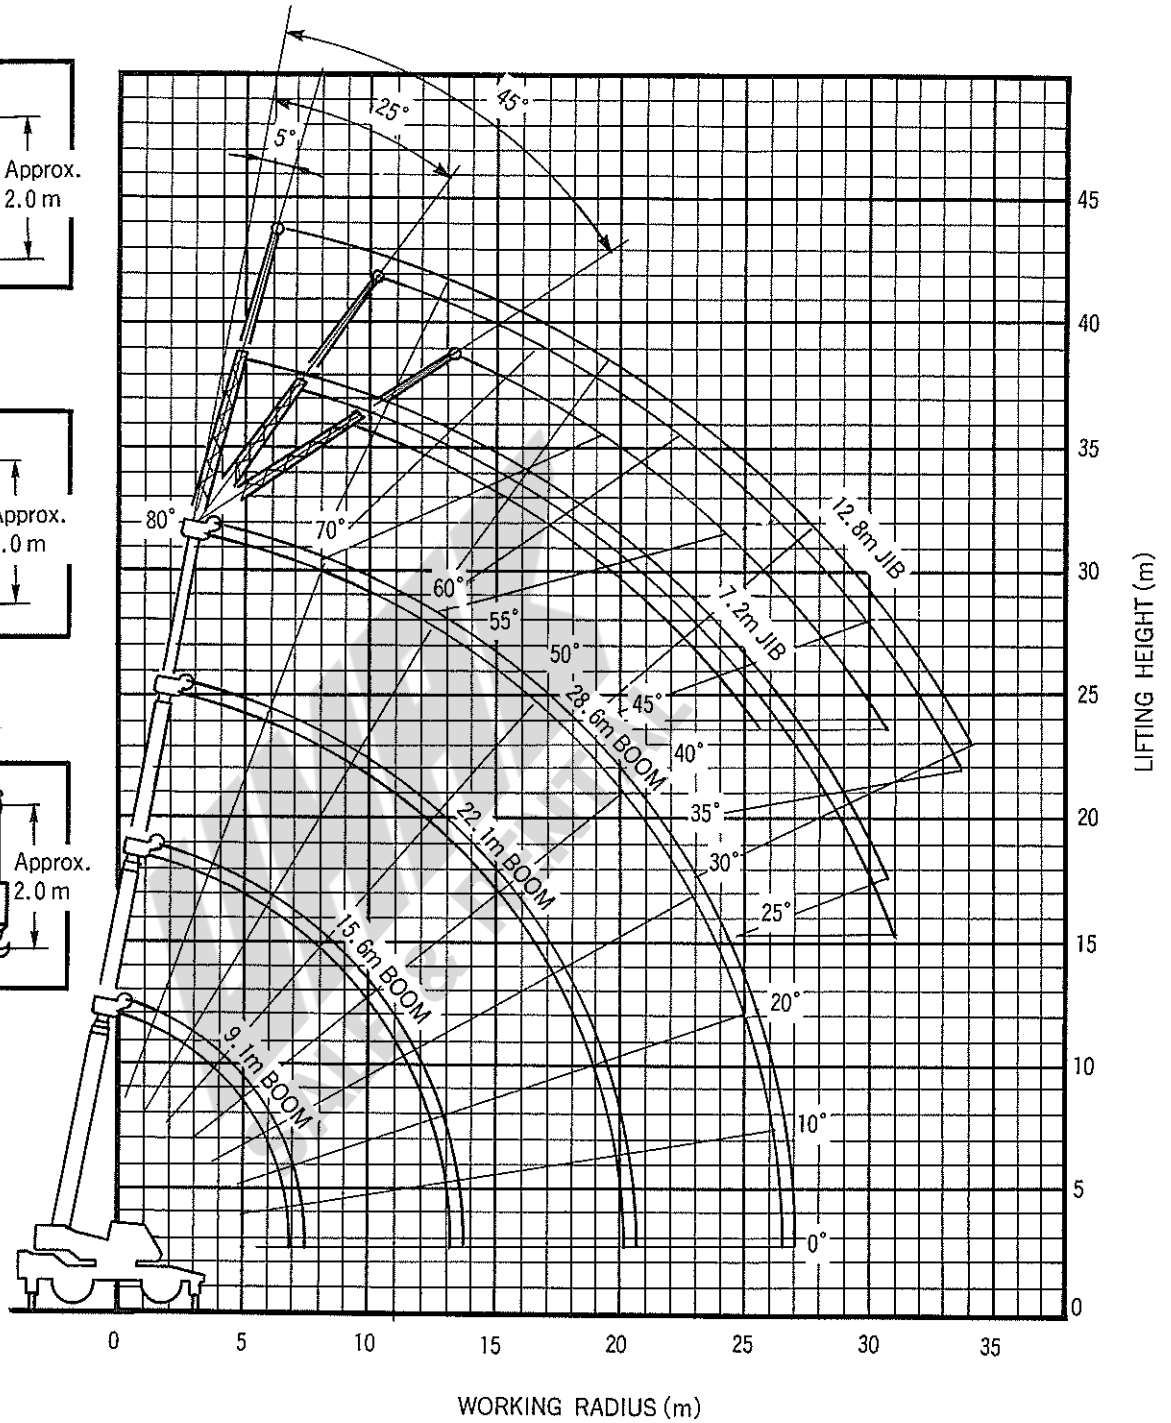 45°
25°
5°
Approx.
2.0 m
45
40
35
80°
70°
12.8m JIB
.0 m
30
60°
7.2m JIB
55°
50°
LIFTING HEIGHT (m)
45°
25
28.6m BOOM
40°
35°
20
22.1m BOOM
30°
Approx.
2.0 m
25°
15
15.6m BOOM
20°
9.1m BOOM
10
10°
5
0°
0
0 5 10 15 20 25 30 35
WORKING RADIUS (m)